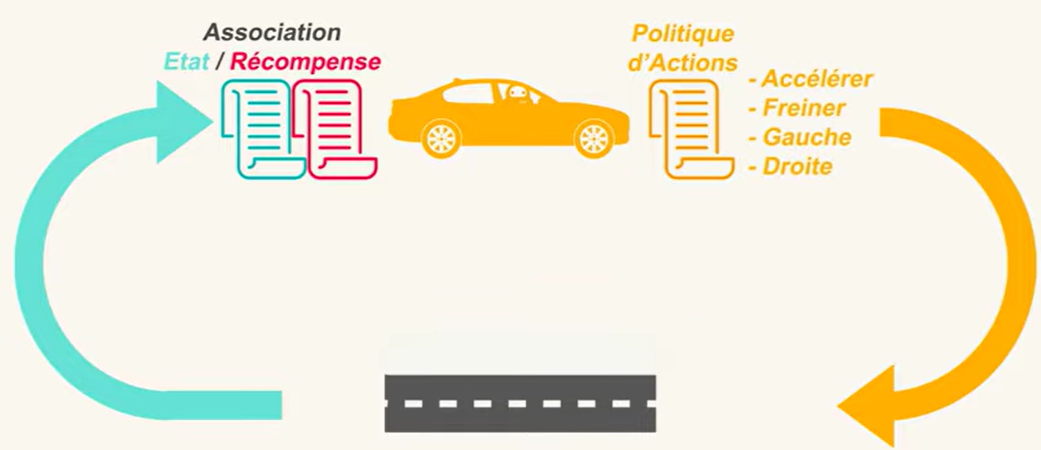 Association
Etat / Récompense
Politique
d'Actions
- Accélérer
- Freiner
- Gauche
- Droite